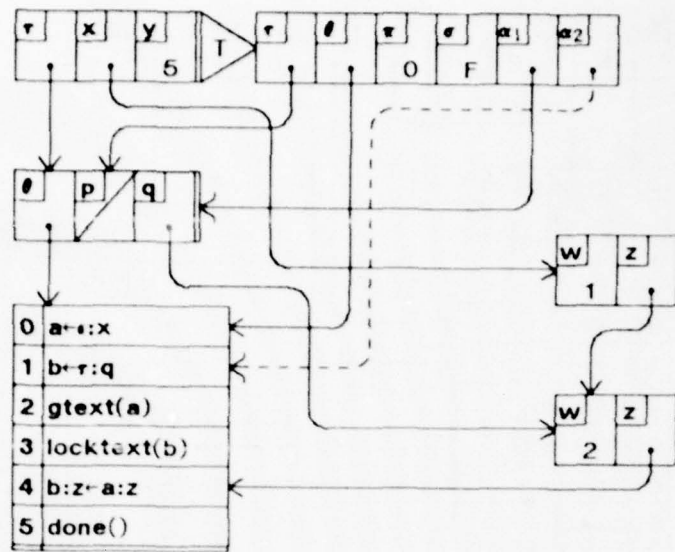 τ x y T τ θ π σ α₁ α₂
5 0 F
θ p q
w z
1
0 a←ε:x
1 b←τ:q
2 gtext(a)
w z
3 locktext(b)
2
4 b:z←a:z
5 done()